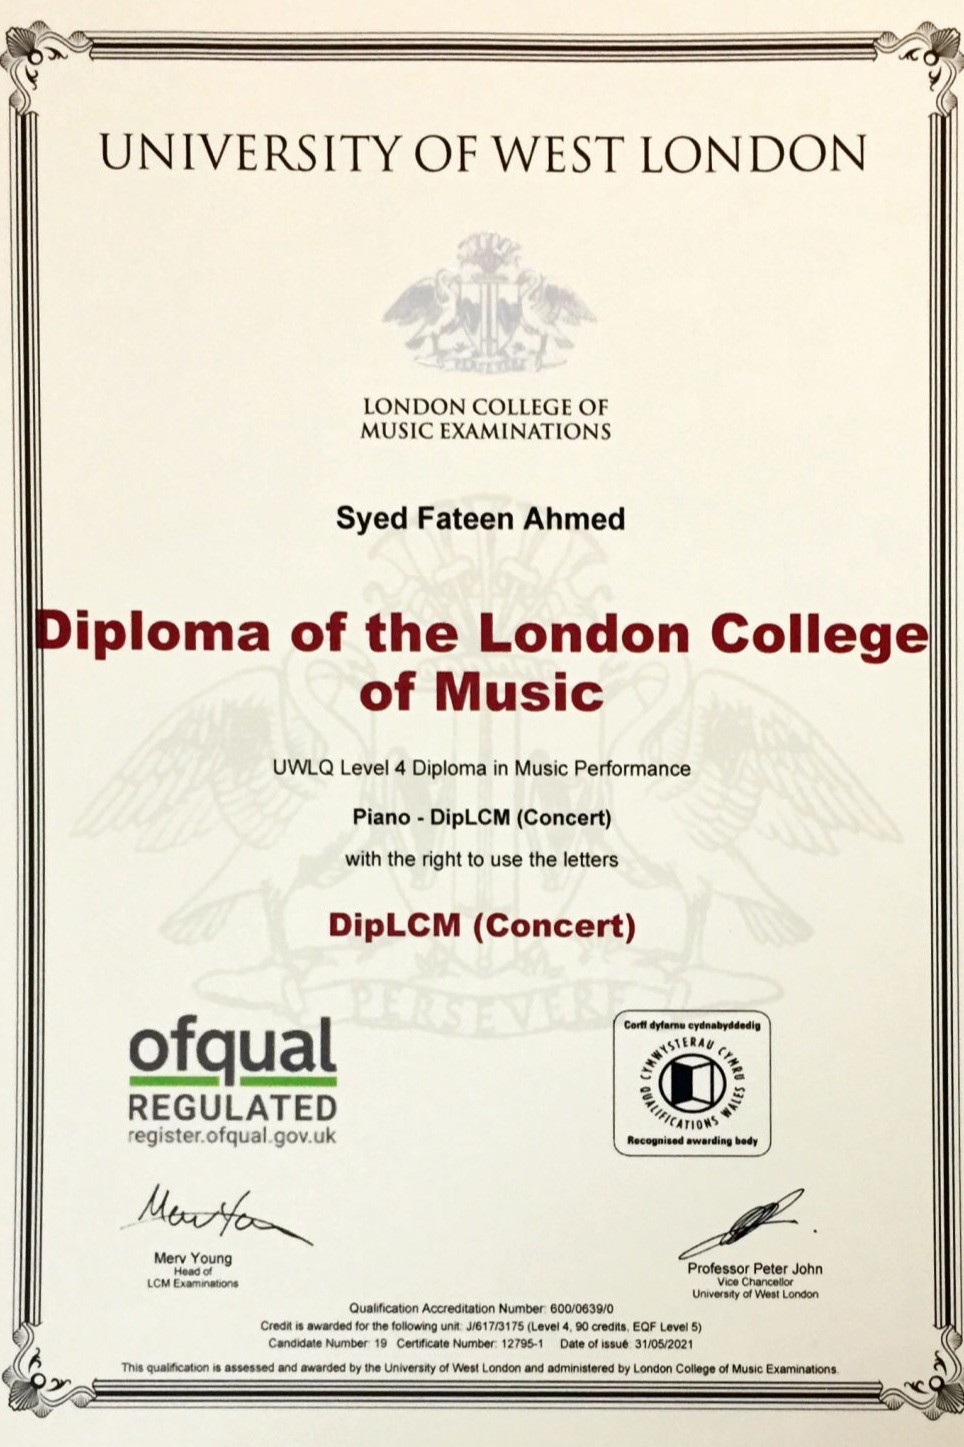 UNIVERSITY OF WEST LONDON
PERSEVERE
LONDON COLLEGE OF
MUSIC EXAMINATIONS
Syed Fateen Ahmed
Diploma of the London College
of Music
UWLQ Level 4 Diploma in Music Performance
Piano - DipLCM (Concert)
with the right to use the letters
DipLCM (Concert)
PERSEVERE
ofqual
REGULATED
register.ofqual.gov.uk
Corff dyfarnu cydnabyddedig
CYMWYSTERAU CYMRU
QUALIFICATIONS WALES
Recognised awarding body
Merv Young
Head of
LCM Examinations
Professor Peter John
Vice Chancellor
University of West London
Qualification Accreditation Number: 600/0639/0
Credit is awarded for the following unit: J/617/3175 (Level 4, 90 credits, EQF Level 5)
Candidate Number: 19 Certificate Number: 12795-1 Date of issue: 31/05/2021
This qualification is assessed and awarded by the University of West London and administered by London College of Music Examinations.